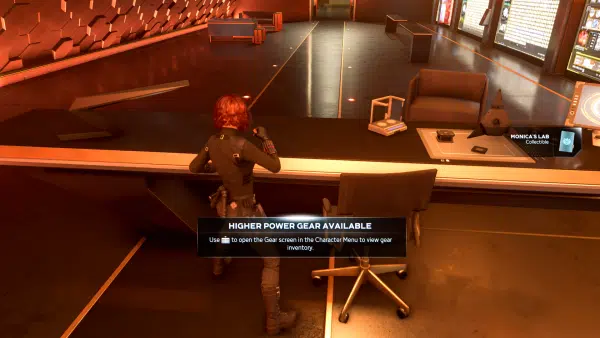 MONICA'S LAB
Collectible
HIGHER POWER GEAR AVAILABLE
Use to open the Gear screen in the Character Menu to view gear
inventory.